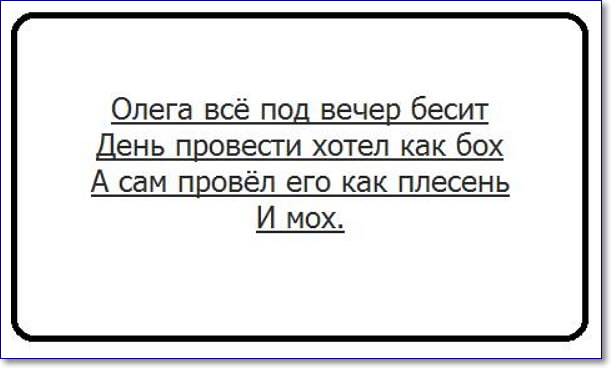 Олега всё под вечер бесит
День провести хотел как бох
А сам провёл его как плесень
И мох.